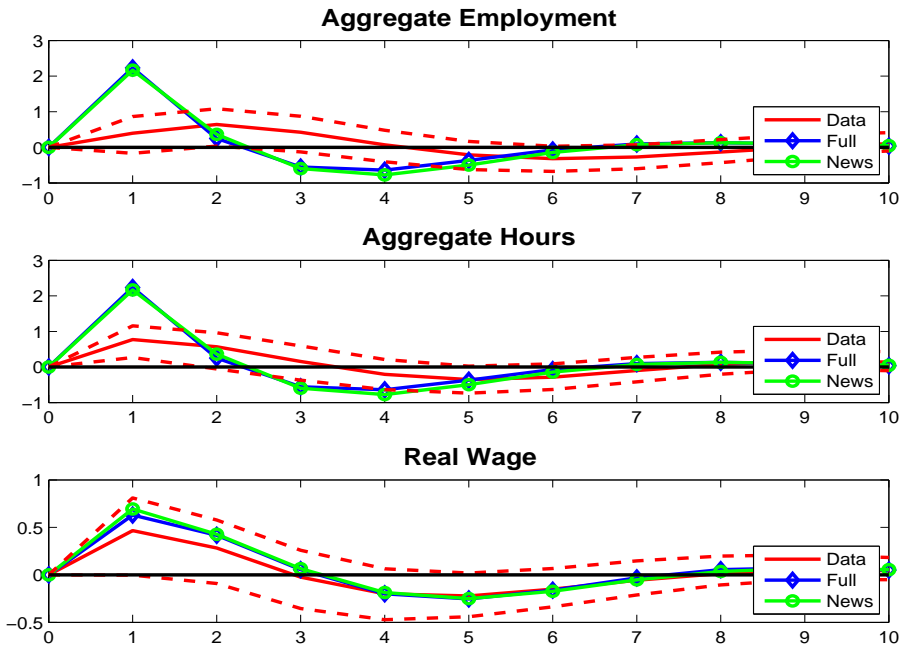 Aggregate Employment
3
2
1
0
−1
0 1 2 3 4 5 6 7 8 9 10
Data
Full
News
Aggregate Hours
3
2
1
0
−1
0 1 2 3 4 5 6 7 8 9 10
Data
Full
News
Real Wage
1
0.5
0
−0.5
0 1 2 3 4 5 6 7 8 9 10
Data
Full
News